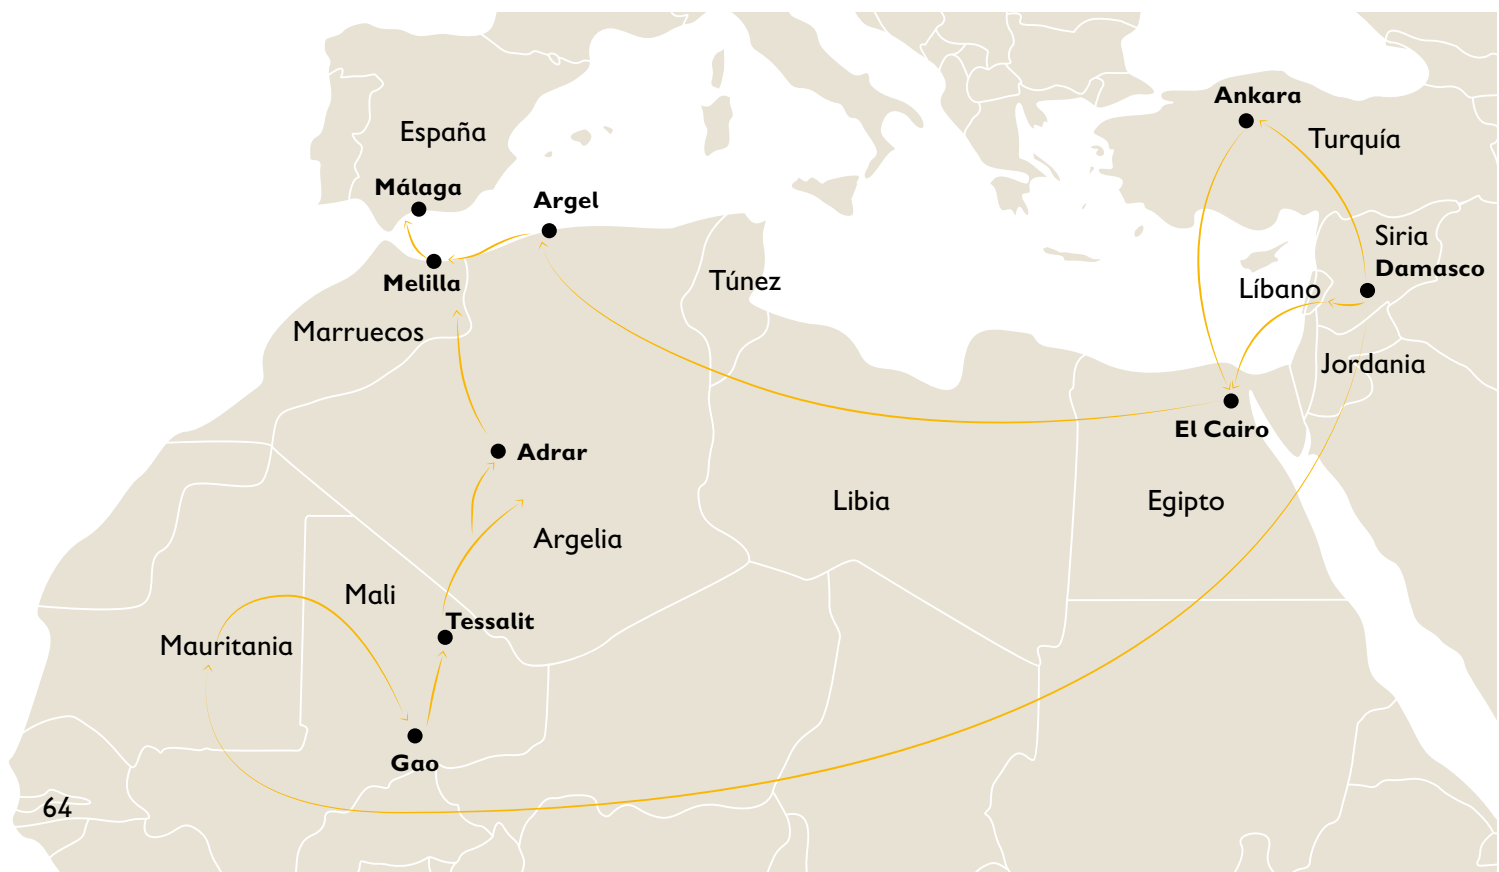 Ankara
Turquía
España
Málaga
Argel
Siria
Damasco
Melilla
Túnez
Líbano
Marruecos
Jordania
El Cairo
Adrar
Libia
Egipto
Argelia
Mali
Tessalit
Mauritania
Gao
64